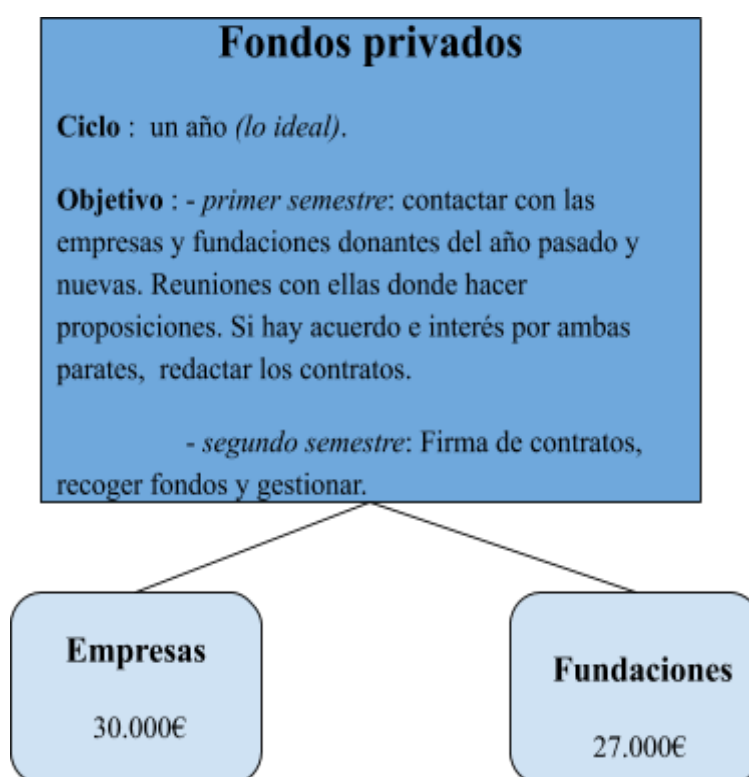 Fondos privados
Ciclo : un año (lo ideal).
Objetivo : - primer semestre: contactar con las
empresas y fundaciones donantes del año pasado y
nuevas. Reuniones con ellas donde hacer
proposiciones. Si hay acuerdo e interés por ambas
parates, redactar los contratos.
- segundo semestre: Firma de contratos,
recoger fondos y gestionar.
Empresas
30.000€
Fundaciones
27.000€